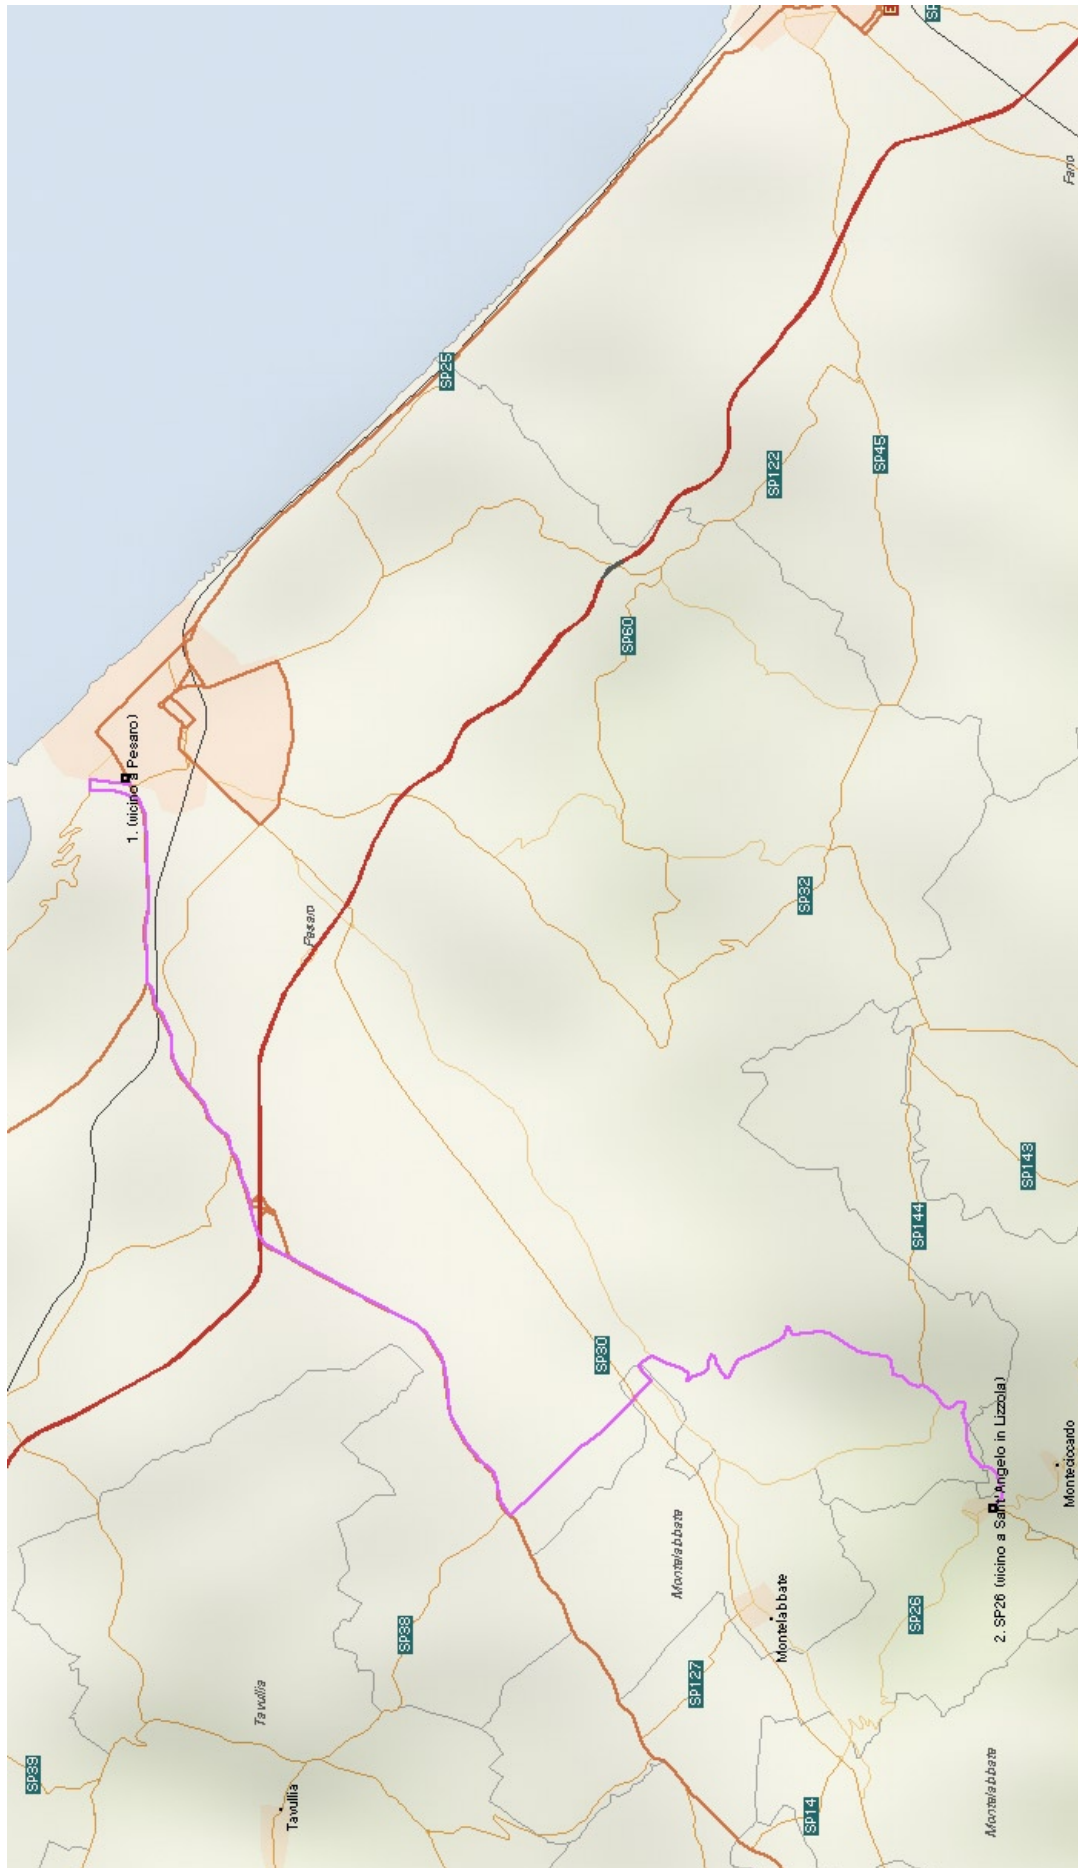 SP39
1. (vicino a Pesaro)
Tavullia
Tavullia
Pesaro
SP38
SP25
SP30
SP60
Montelabbate
SP127
SP122
Montelabbate
SP32
SP14
SP45
SP26
SP144
Montelabbate
2. SP26 (vicino a Sant'Angelo in Lizzola)
SP143
Monteciccardo
Fano